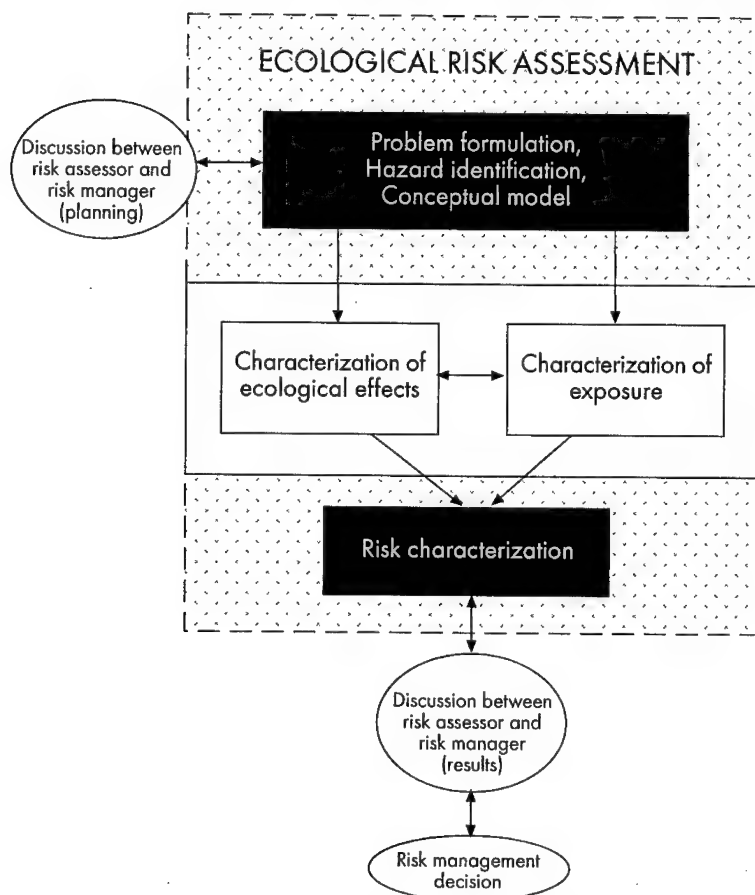 ECOLOGICAL RISK ASSESSMENT
Discussion between
risk assessor and
risk manager
(planning)
Problem formulation,
Hazard identification,
Conceptual model
Characterization of
ecological effects
Characterization of
exposure
Risk characterization
Discussion between
risk assessor and
risk manager
(results)
Risk management
decision